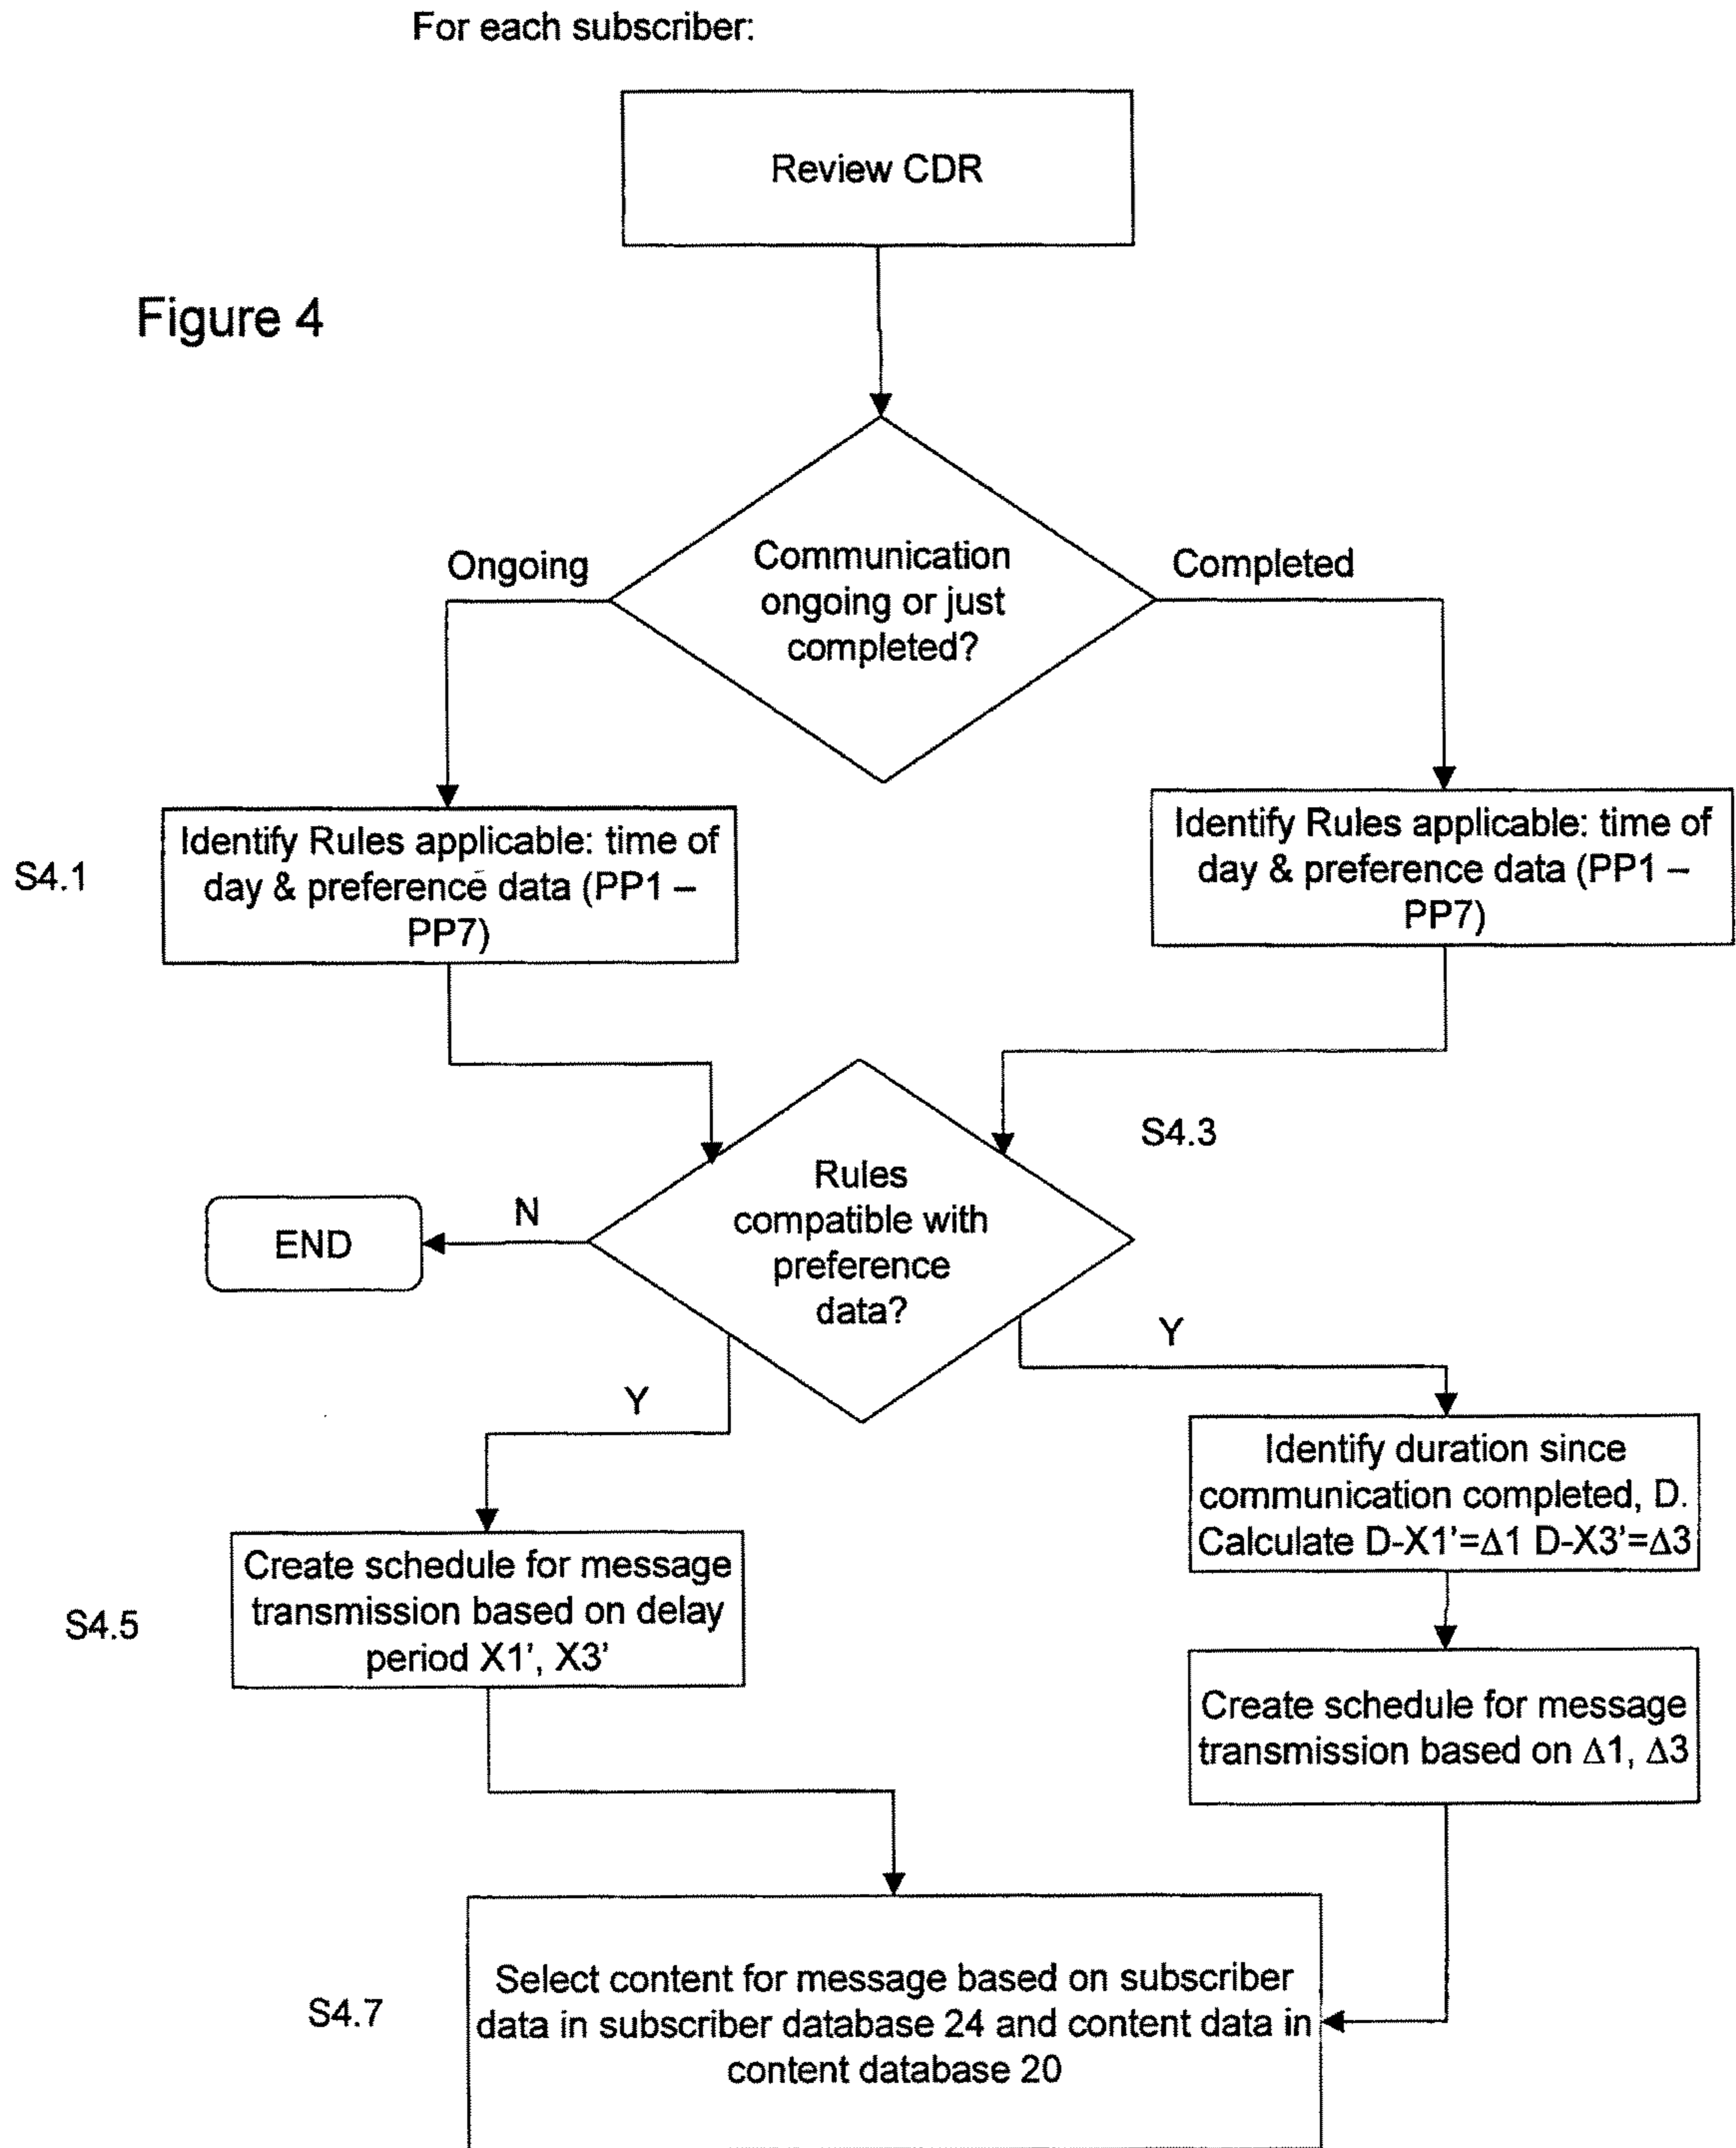 For each subscriber:
Review CDR
Figure 4
Communication
ongoing or just
completed?
Ongoing
Completed
S4.1
Identify Rules applicable: time of
day & preference data (PP1 –
PP7)
Identify Rules applicable: time of
day & preference data (PP1 –
PP7)
S4.3
Rules
compatible with
preference
data?
N
END
Y
Y
Identify duration since
communication completed, D.
Calculate D-X1'=Δ1 D-X3'=Δ3
S4.5
Create schedule for message
transmission based on delay
period X1', X3'
Create schedule for message
transmission based on Δ1, Δ3
S4.7
Select content for message based on subscriber
data in subscriber database 24 and content data in
content database 20